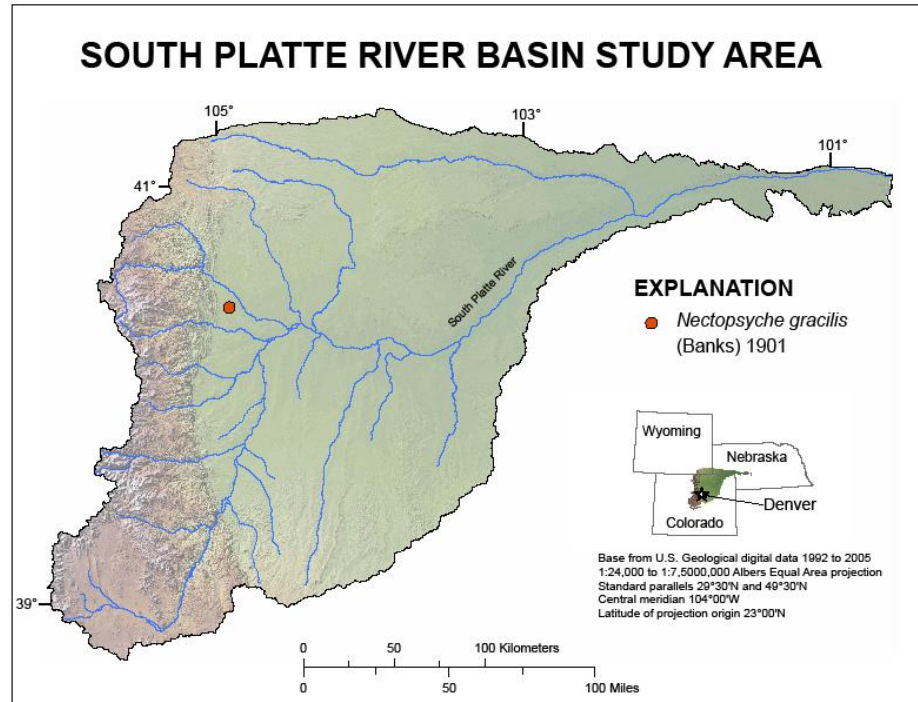 SOUTH PLATTE RIVER BASIN STUDY AREA
105°
103°
101°
41°
South Platte River
EXPLANATION
Nectopsyche gracilis
(Banks) 1901
Wyoming
Nebraska
Denver
Colorado
Base from U.S. Geological digital data 1992 to 2005
1:24,000 to 1:7,5000,000 Albers Equal Area projection
Standard parallels 29°30'N and 49°30'N
Central meridian 104°00'W
Latitude of projection origin 23°00'N
39°
0 50 100 Kilometers
0 50 100 Miles